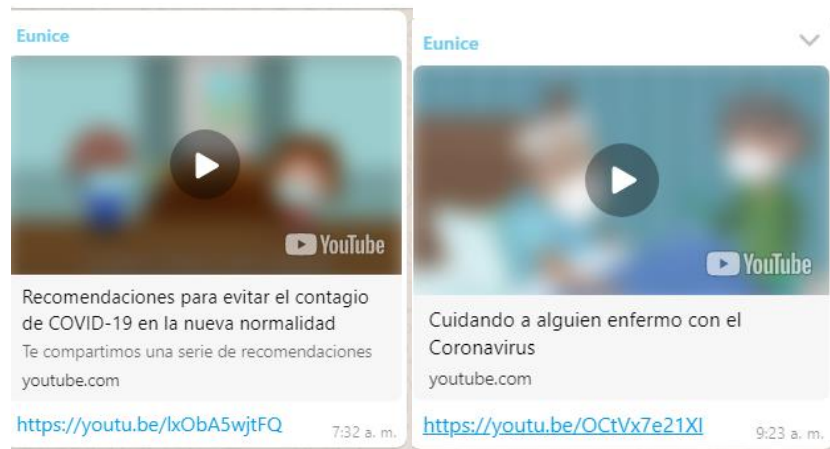 Eunice
YouTube
Recomendaciones para evitar el contagio
de COVID-19 en la nueva normalidad
Te compartimos una serie de recomendaciones
youtube.com
https://youtu.be/lxObA5wjtFQ
7:32 a. m.
Eunice
YouTube
Cuidando a alguien enfermo con el
Coronavirus
youtube.com
https://youtu.be/OCtVx7e21XI
9:23 a. m.